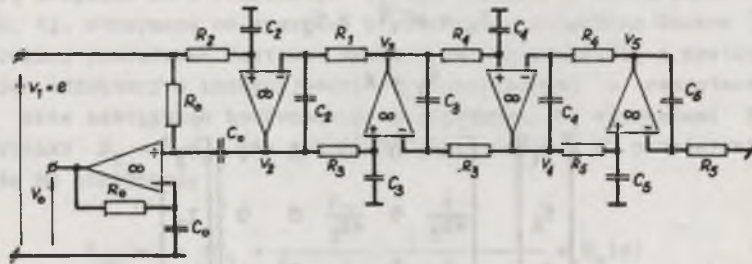 C₂ C₄
R₂ R₁ V₃ R₄ R₆ V₅
+ − + −
V₁ = e R₀ ∞ C₂ ∞ C₃ ∞ C₄ ∞ C₆
+ − + −
+ C₀ V₂ R₃ R₃ V₄ R₅ R₅
∞ C₃ C₅
V₀ R₀ −
C₀